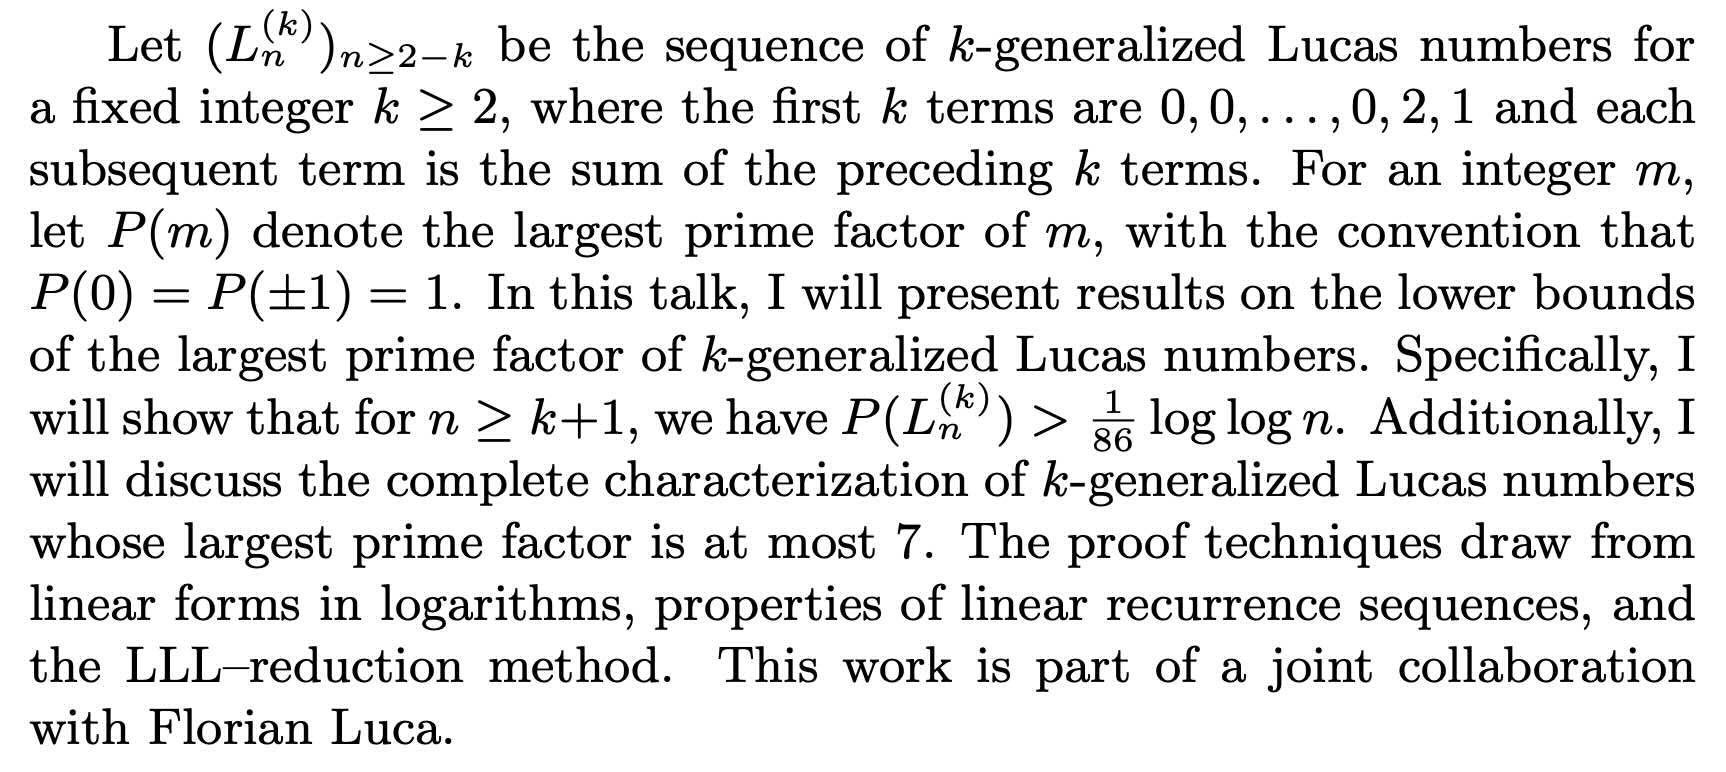 Let (L_n^{(k)})_{n≥2−k} be the sequence of k-generalized Lucas numbers for
a fixed integer k ≥ 2, where the first k terms are 0, 0, . . . , 0, 2, 1 and each
subsequent term is the sum of the preceding k terms. For an integer m,
let P(m) denote the largest prime factor of m, with the convention that
P(0) = P(±1) = 1. In this talk, I will present results on the lower bounds
of the largest prime factor of k-generalized Lucas numbers. Specifically, I
will show that for n ≥ k+1, we have P(L_n^{(k)}) > \frac{1}{86} log log n. Additionally, I
will discuss the complete characterization of k-generalized Lucas numbers
whose largest prime factor is at most 7. The proof techniques draw from
linear forms in logarithms, properties of linear recurrence sequences, and
the LLL–reduction method. This work is part of a joint collaboration
with Florian Luca.